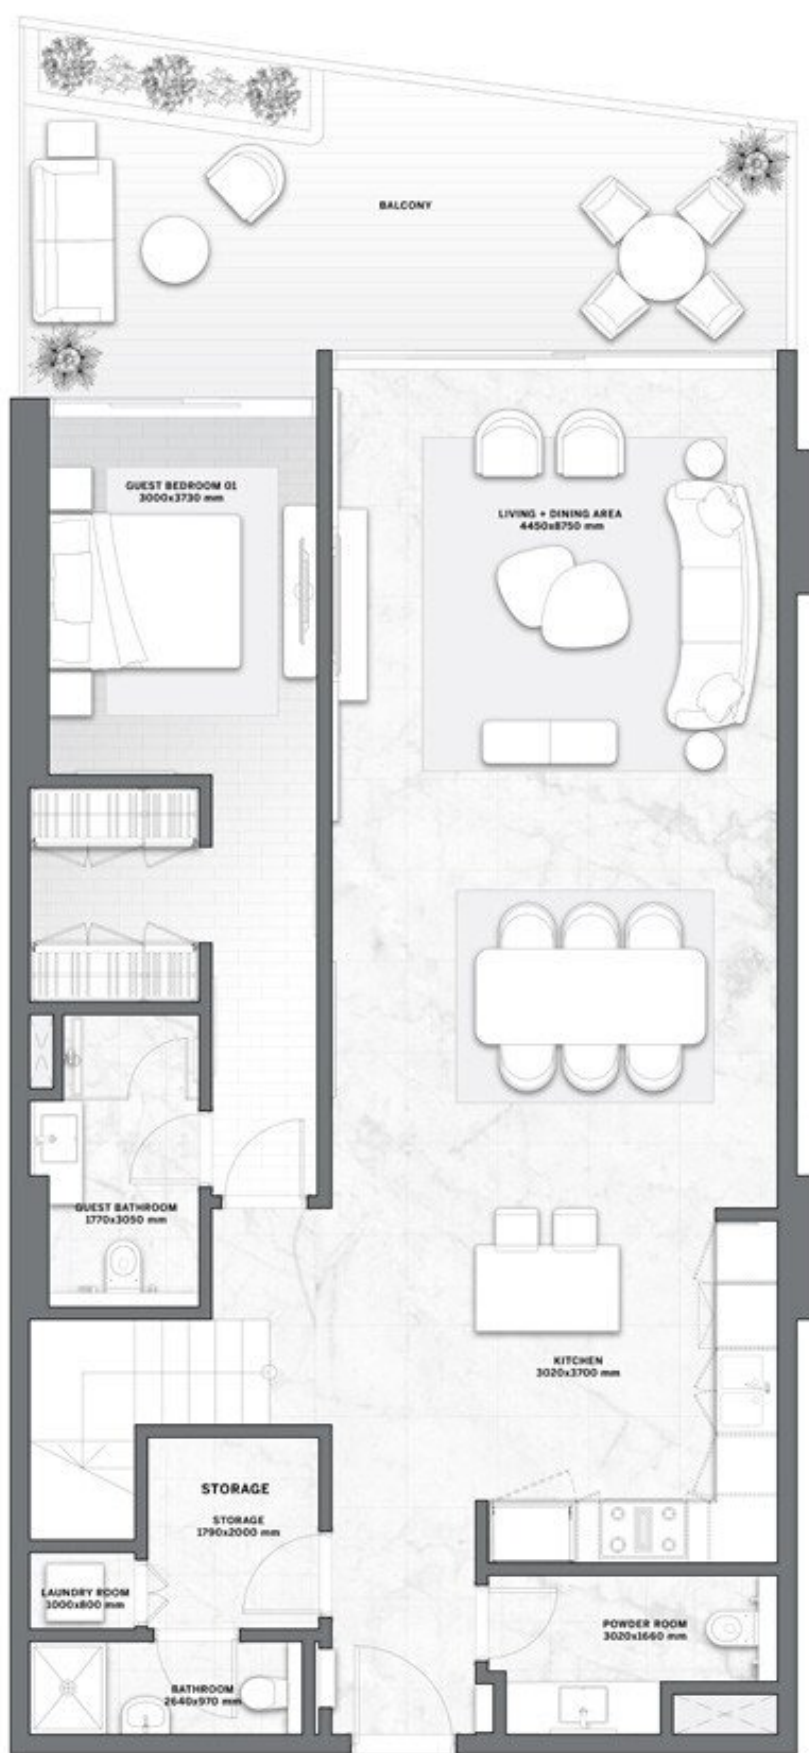 BALCONY
GUEST BEDROOM 01
3000x3730 mm
LIVING + DINING AREA
4450x8750 mm
GUEST BATHROOM
1770x3050 mm
KITCHEN
3020x3700 mm
STORAGE
STORAGE
1790x2000 mm
LAUNDRY ROOM
1000x800 mm
POWDER ROOM
3020x1660 mm
BATHROOM
2640x970 mm